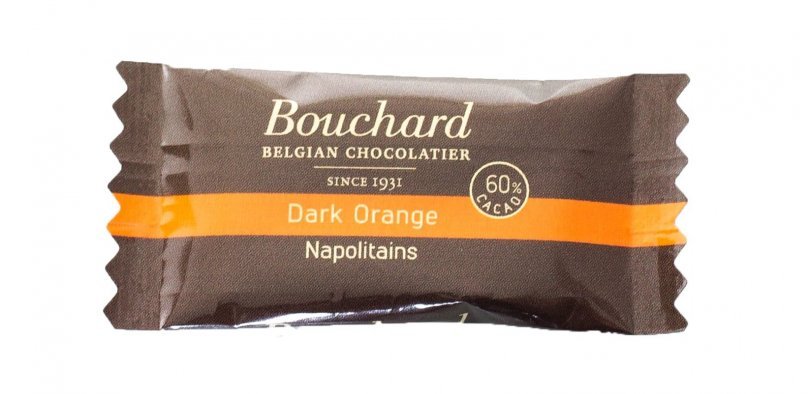 Bouchard
BELGIAN CHOCOLATIER
SINCE 1931
60%
CACAO
Dark Orange
Napolitains